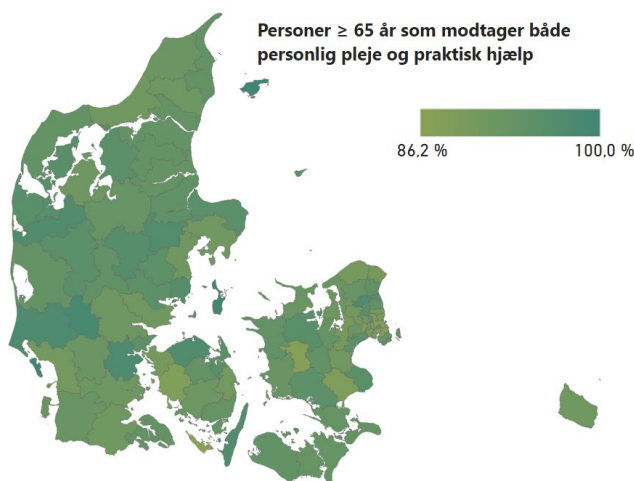 Personer ≥ 65 år som modtager både
personlig pleje og praktisk hjælp
86,2 % 100,0 %